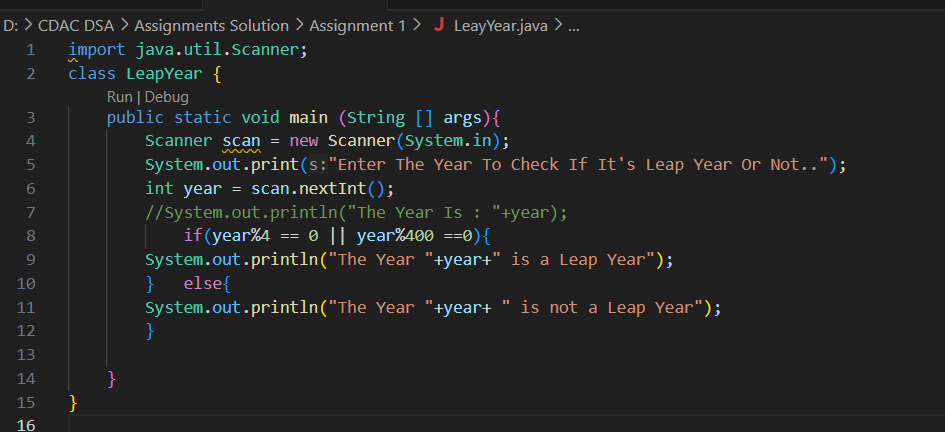 D: > CDAC DSA > Assignments Solution > Assignment 1 > J LeayYear.java > ...
1 import java.util.Scanner;
2 class LeapYear {
Run | Debug
3 public static void main (String [] args){
4 Scanner scan = new Scanner(System.in);
5 System.out.print(s:"Enter The Year To Check If It's Leap Year Or Not..");
6 int year = scan.nextInt();
7 //System.out.println("The Year Is : "+year);
8 if(year%4 == 0 || year%400 ==0){
9 System.out.println("The Year "+year+" is a Leap Year");
10 } else{
11 System.out.println("The Year "+year+ " is not a Leap Year");
12 }
13
14 }
15 }
16